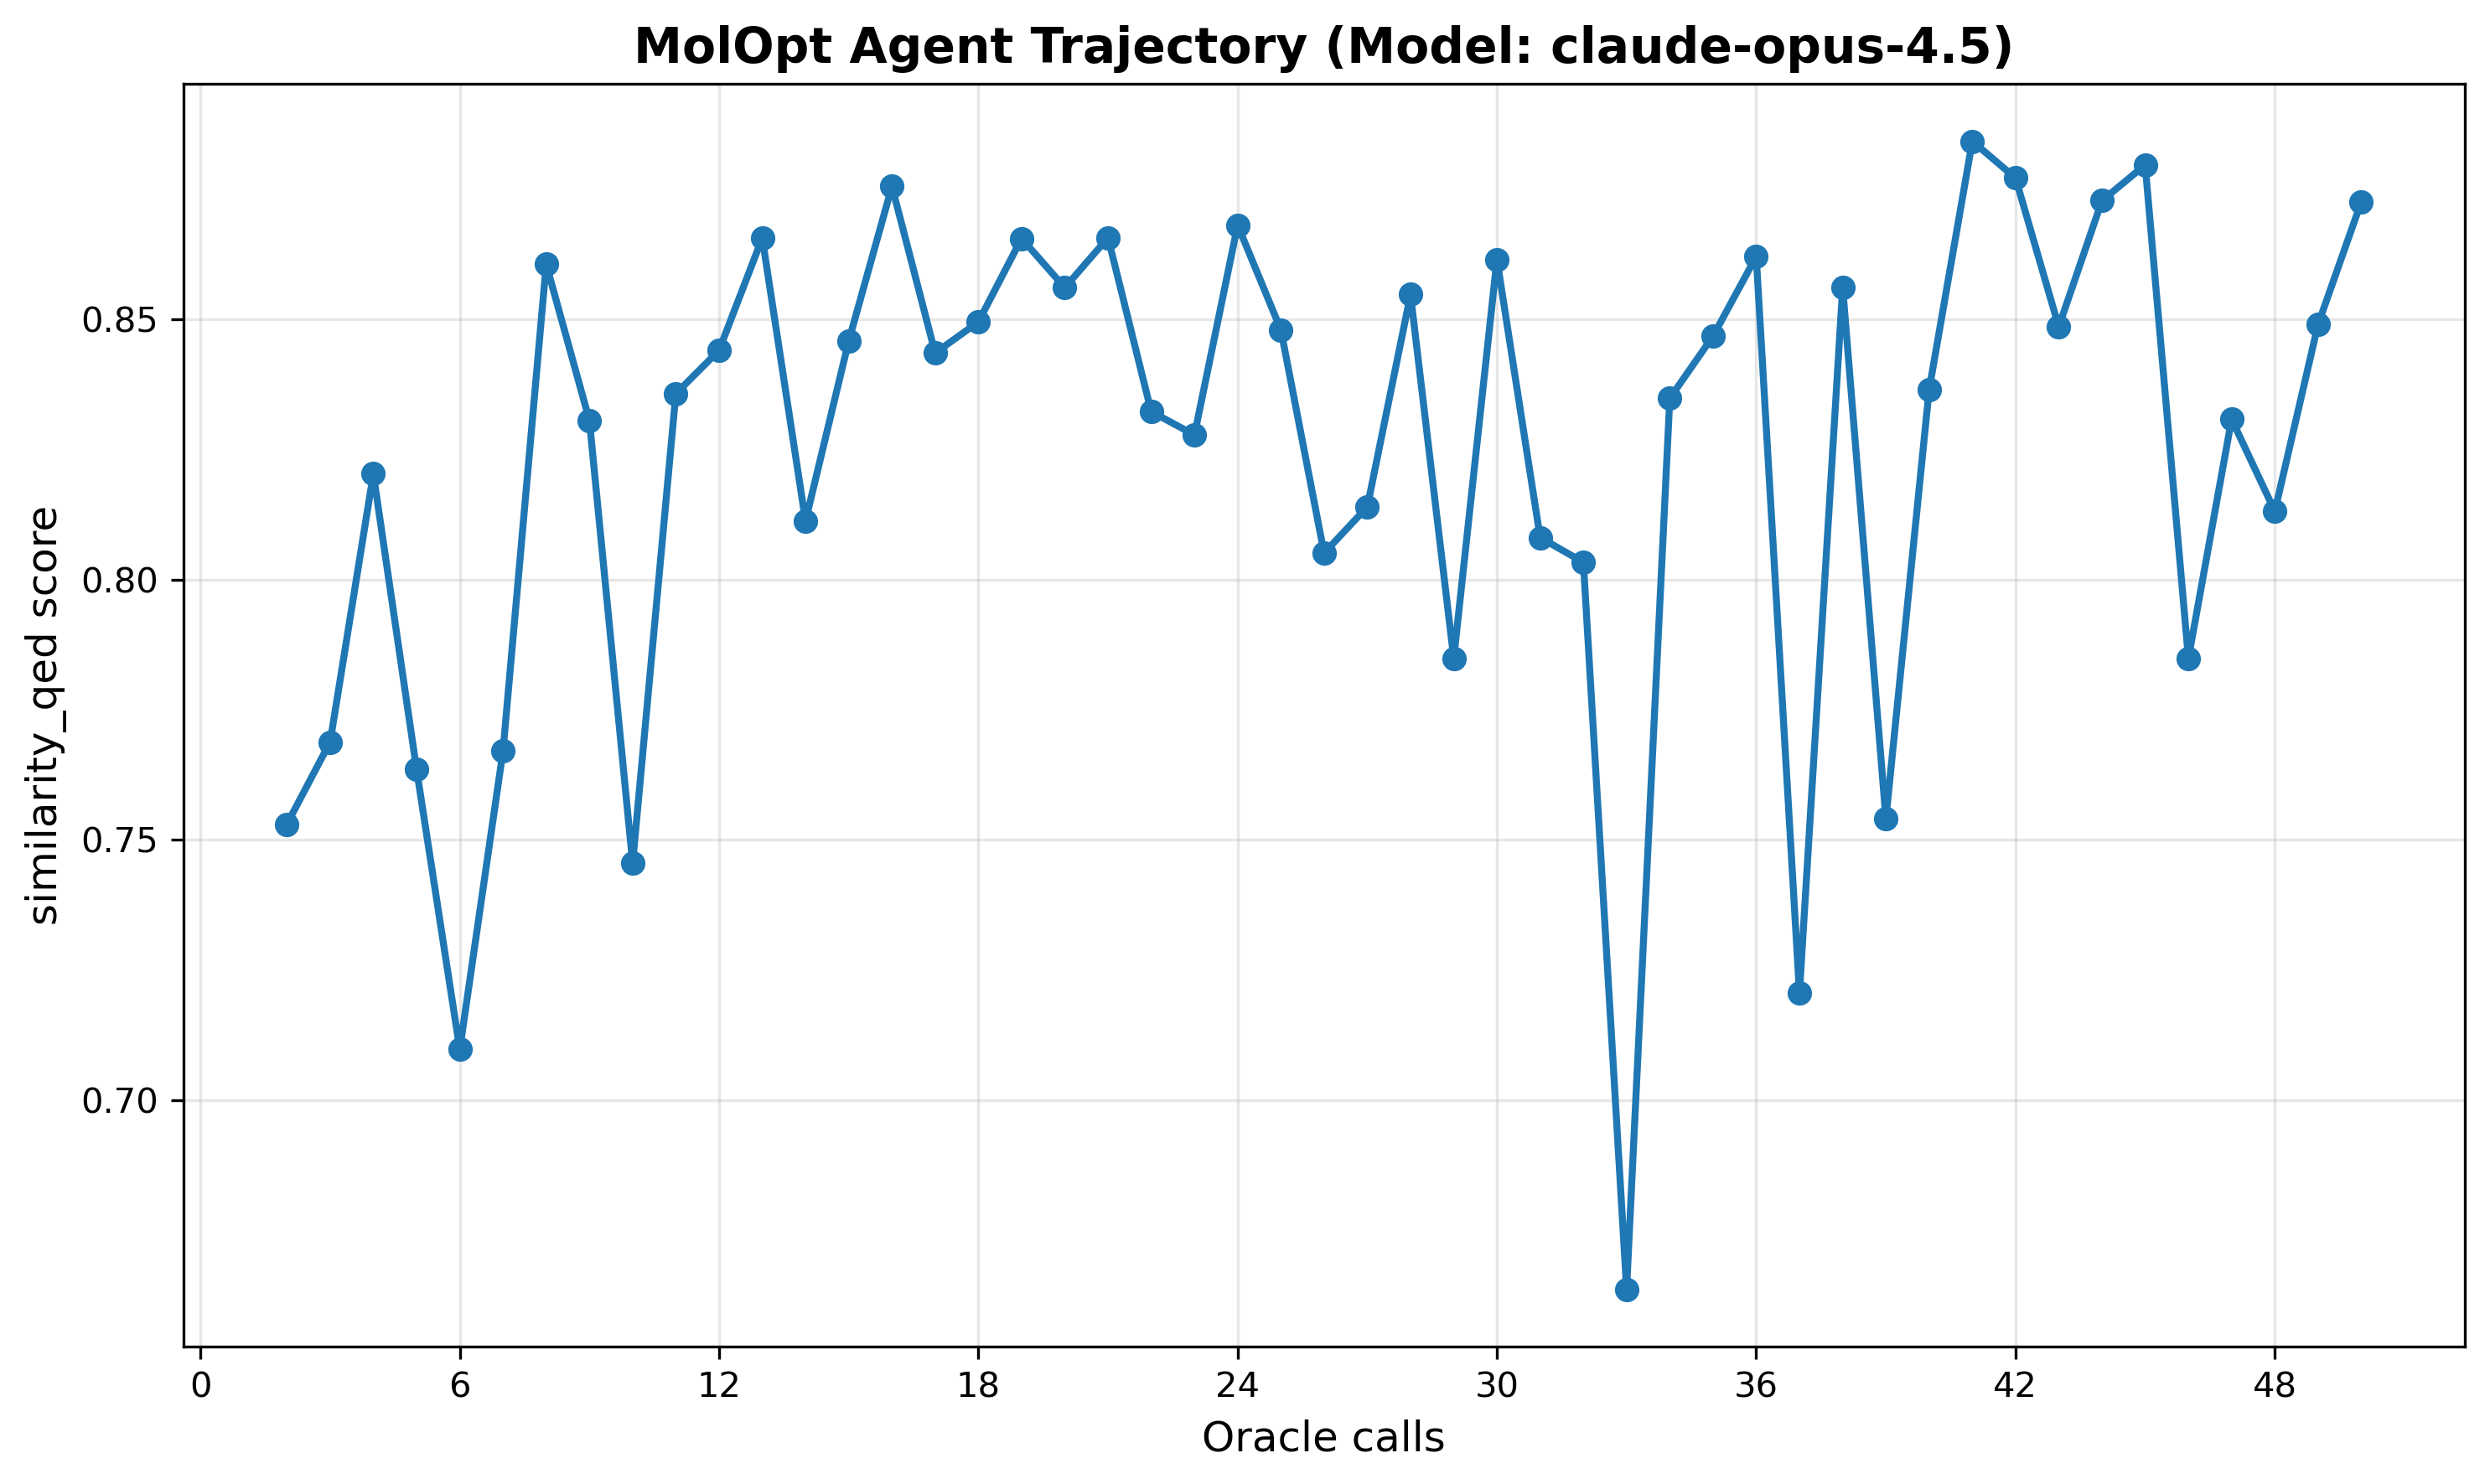 MolOpt Agent Trajectory (Model: claude-opus-4.5)
similarity_qed score
0.85
0.80
0.75
0.70
0 6 12 18 24 30 36 42 48
Oracle calls